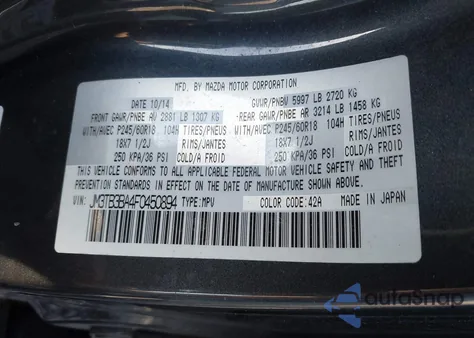 MFD. BY MAZDA MOTOR CORPORATION
DATE 10/14 GVWR/PNBV 5997 LB 2720 KG
FRONT GAWR/PNBE AV 2881 LB 1307 KG REAR GAWR/PNBE AR 3214 LB 1458 KG
WITH/AVEC P245/60R18 104H TIRES/PNEUS WITH/AVEC P245/60R18 104H TIRES/PNEUS
18X7 1/2J RIMS/JANTES 18X7 1/2J RIMS/JANTES
250 KPA/36 PSI COLD/A FROID 250 KPA/36 PSI COLD/A FROID
THIS VEHICLE CONFORMS TO ALL APPLICABLE FEDERAL MOTOR VEHICLE SAFETY
BUMPER AND THEFT PREVENTION STANDARDS IN EFFECT ON THE DATE OF MANUFACTURE SHOWN ABOVE.
VIN: JM3TB3BA4F0450894 TYPE:MPV COLOR CODE:42A MADE IN JAPAN
autoSnap